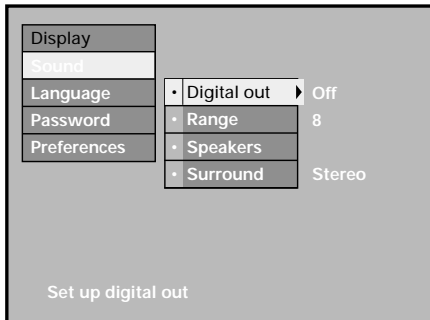 Display
Sound
Language
Password
Preferences
• Digital out Off
• Range 8
• Speakers
• Surround Stereo
Set up digital out